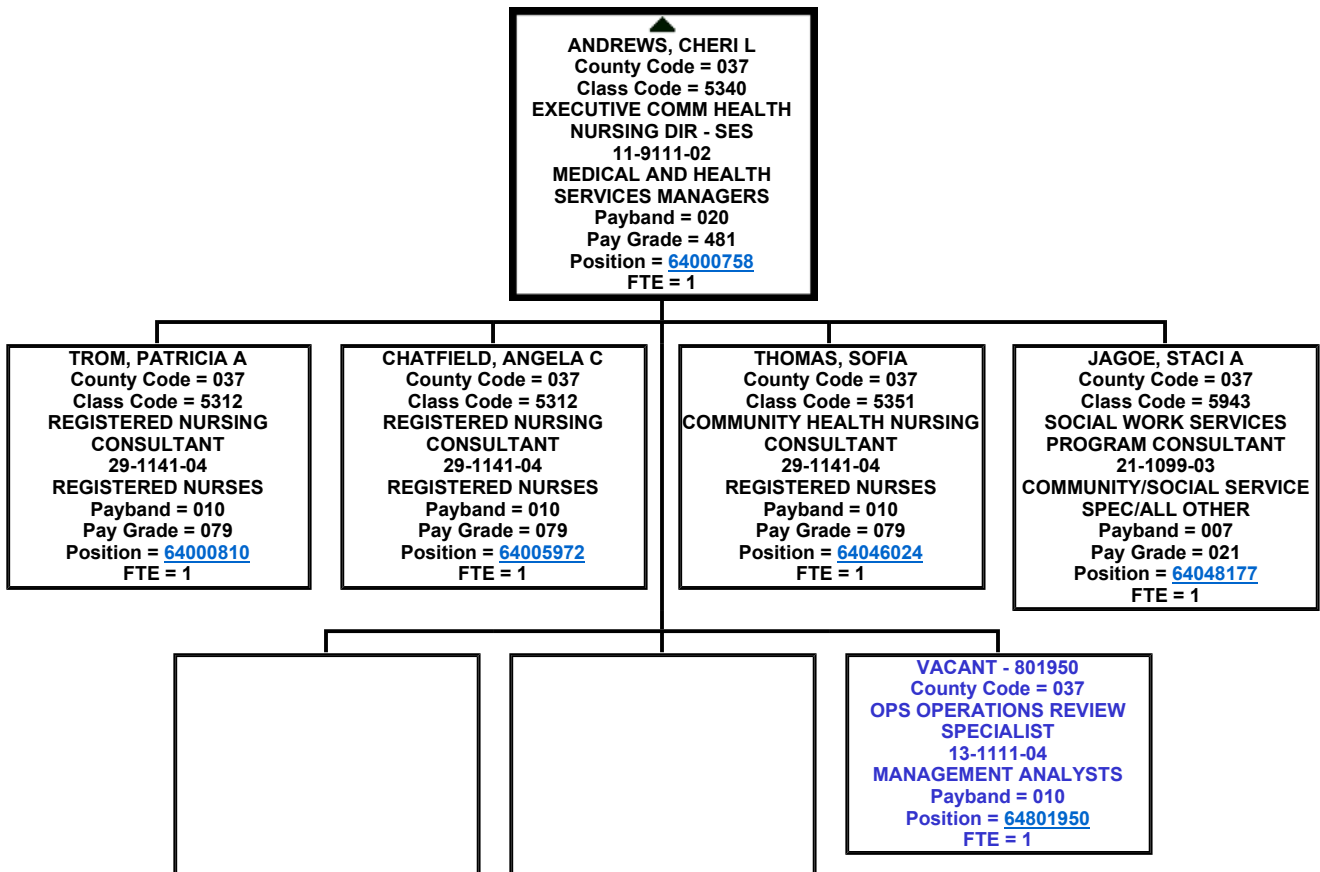 ANDREWS, CHERI L
County Code = 037
Class Code = 5340
EXECUTIVE COMM HEALTH
NURSING DIR - SES
11-9111-02
MEDICAL AND HEALTH
SERVICES MANAGERS
Payband = 020
Pay Grade = 481
Position = 64000758
FTE = 1
TROM, PATRICIA A
County Code = 037
Class Code = 5312
REGISTERED NURSING
CONSULTANT
29-1141-04
REGISTERED NURSES
Payband = 010
Pay Grade = 079
Position = 64000810
FTE = 1
CHATFIELD, ANGELA C
County Code = 037
Class Code = 5312
REGISTERED NURSING
CONSULTANT
29-1141-04
REGISTERED NURSES
Payband = 010
Pay Grade = 079
Position = 64005972
FTE = 1
THOMAS, SOFIA
County Code = 037
Class Code = 5351
COMMUNITY HEALTH NURSING
CONSULTANT
29-1141-04
REGISTERED NURSES
Payband = 010
Pay Grade = 079
Position = 64046024
FTE = 1
JAGOE, STACI A
County Code = 037
Class Code = 5943
SOCIAL WORK SERVICES
PROGRAM CONSULTANT
21-1099-03
COMMUNITY/SOCIAL SERVICE
SPEC/ALL OTHER
Payband = 007
Pay Grade = 021
Position = 64048177
FTE = 1
VACANT - 801950
County Code = 037
OPS OPERATIONS REVIEW
SPECIALIST
13-1111-04
MANAGEMENT ANALYSTS
Payband = 010
Position = 64801950
FTE = 1